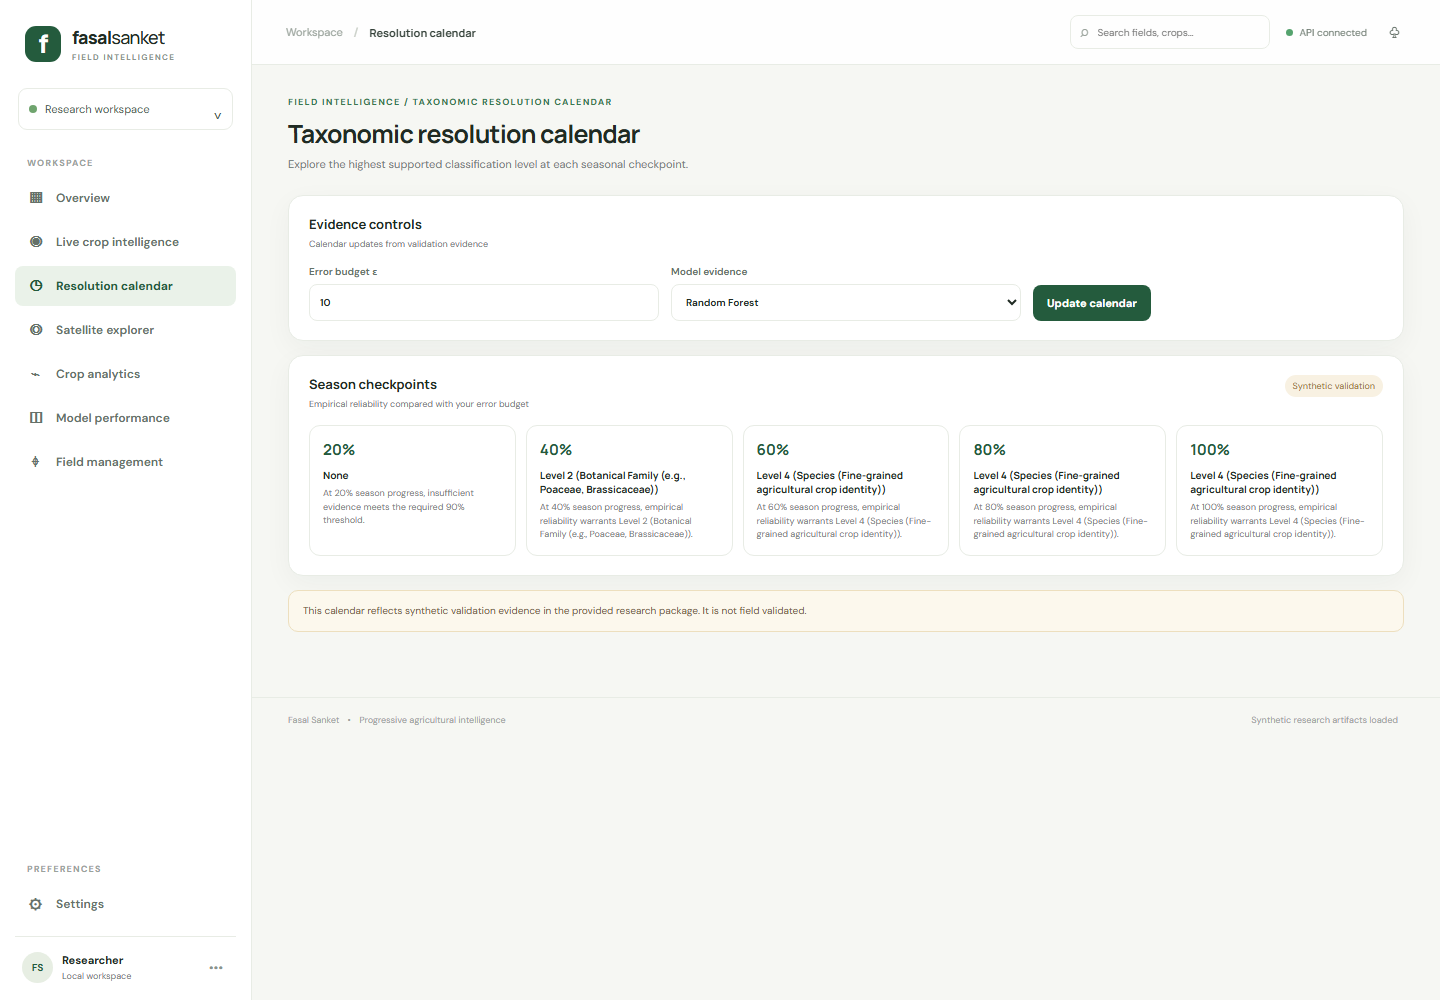 f fasalsanket
FIELD INTELLIGENCE
Research workspace
v
WORKSPACE
Overview
Live crop intelligence
Resolution calendar
Satellite explorer
Crop analytics
Model performance
Field management
PREFERENCES
Settings
FS
Researcher
Local workspace
Workspace / Resolution calendar
Search fields, crops...
API connected
FIELD INTELLIGENCE / TAXONOMIC RESOLUTION CALENDAR
Taxonomic resolution calendar
Explore the highest supported classification level at each seasonal checkpoint.
Evidence controls
Calendar updates from validation evidence
Error budget ε
10
Model evidence
Random Forest
Update calendar
Season checkpoints
Empirical reliability compared with your error budget
Synthetic validation
20%
None
At 20% season progress, insufficient
evidence meets the required 90%
threshold.
40%
Level 2 (Botanical Family (e.g.,
Poaceae, Brassicaceae))
At 40% season progress, empirical
reliability warrants Level 2 (Botanical
Family (e.g., Poaceae, Brassicaceae)).
60%
Level 4 (Species (Fine-grained
agricultural crop identity))
At 60% season progress, empirical
reliability warrants Level 4 (Species (Fine-
grained agricultural crop identity)).
80%
Level 4 (Species (Fine-grained
agricultural crop identity))
At 80% season progress, empirical
reliability warrants Level 4 (Species (Fine-
grained agricultural crop identity)).
100%
Level 4 (Species (Fine-grained
agricultural crop identity))
At 100% season progress, empirical
reliability warrants Level 4 (Species (Fine-
grained agricultural crop identity)).
This calendar reflects synthetic validation evidence in the provided research package. It is not field validated.
Fasal Sanket • Progressive agricultural intelligence
Synthetic research artifacts loaded